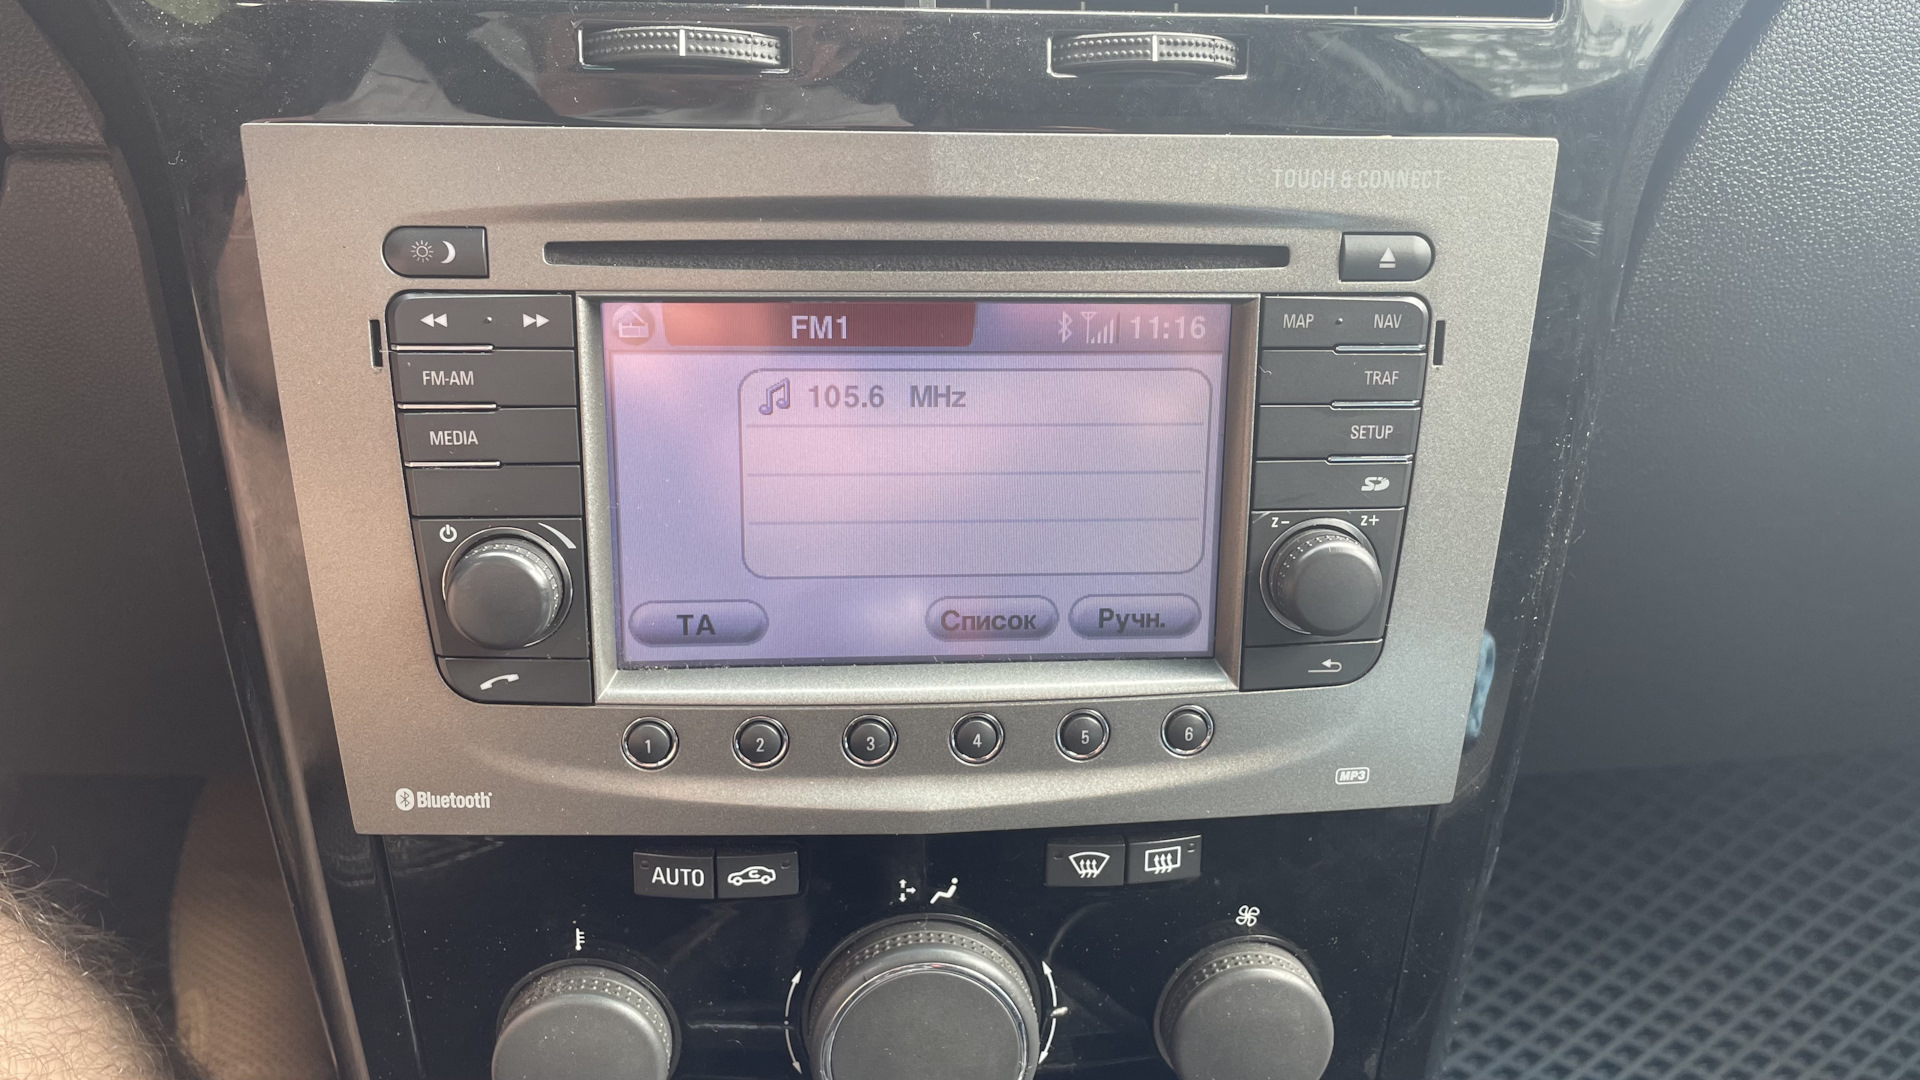 TOUCH & CONNECT
FM1 11:16
MAP · NAV
FM-AM
105.6 MHz
TRAF
MEDIA
SETUP
SD
Z- Z+
TA Список Ручн.
1 2 3 4 5 6
MP3
Bluetooth
AUTO